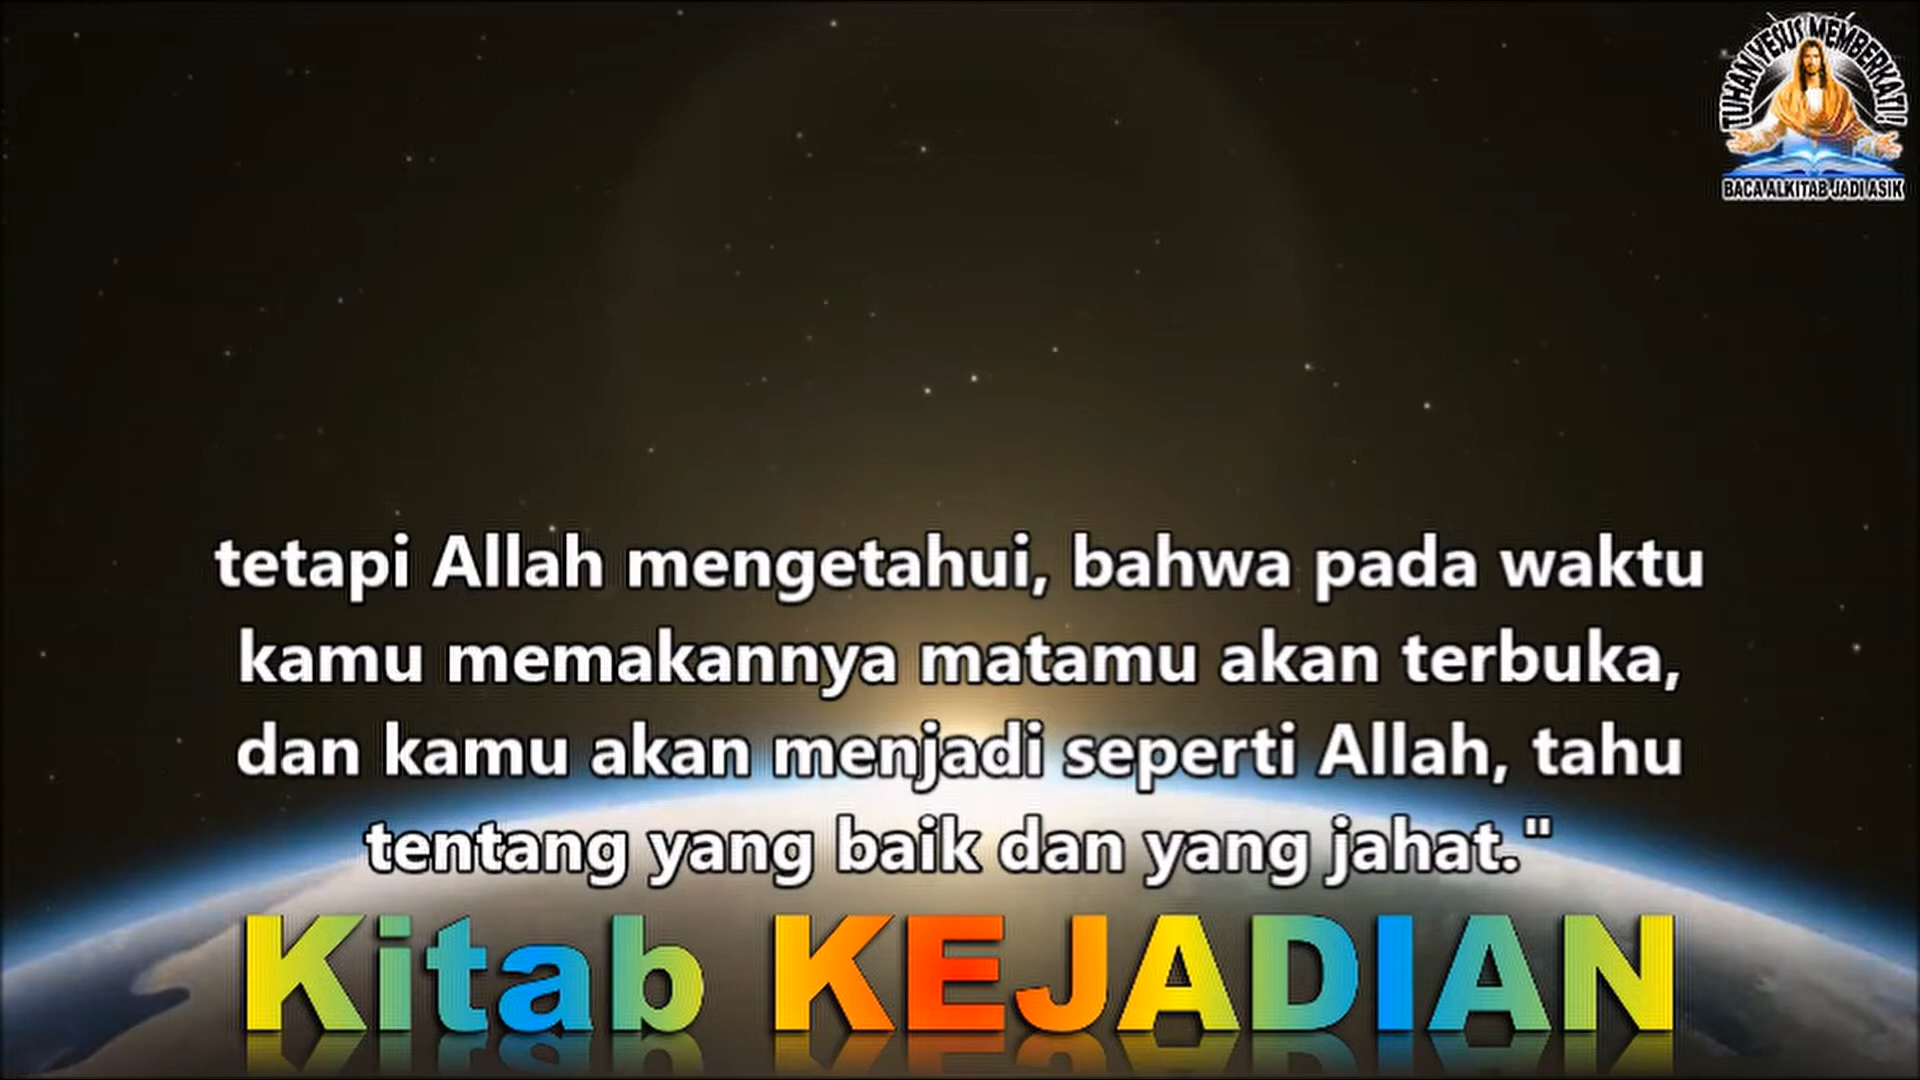 TUHAN YESUS MEMBERKATI!
BACA ALKITAB JADI ASIK
tetapi Allah mengetahui, bahwa pada waktu
kamu memakannya matamu akan terbuka,
dan kamu akan menjadi seperti Allah, tahu
tentang yang baik dan yang jahat."
Kitab KEJADIAN